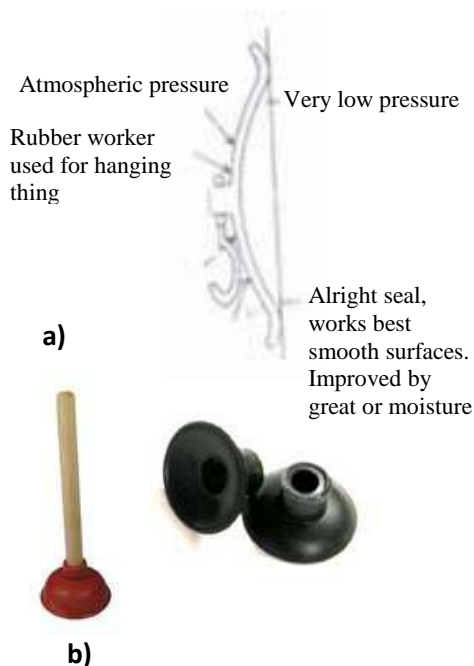 Atmospheric pressure
Very low pressure
Rubber worker
used for hanging
thing
Alright seal,
works best
smooth surfaces.
Improved by
great or moisture
a)
b)